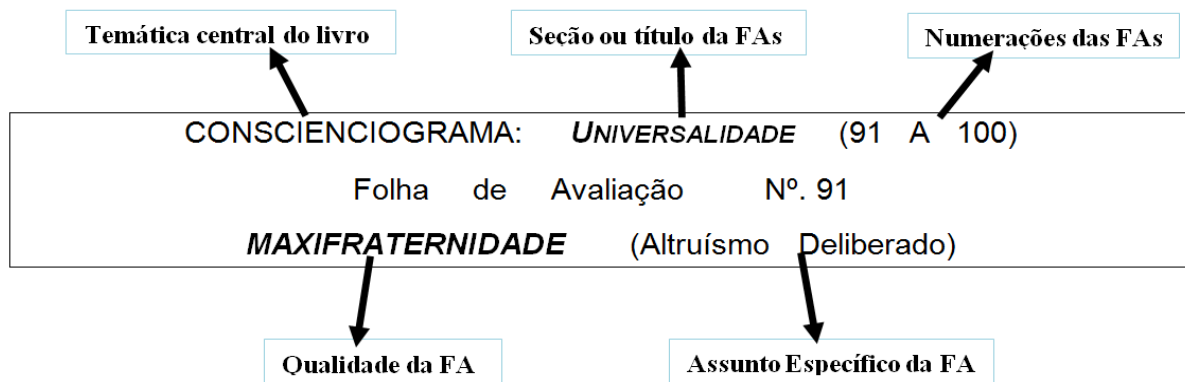 Temática central do livro
Seção ou título da FAs
Numerações das FAs
CONSCIENCIOGRAMA: UNIVERSALIDADE (91 A 100)
Folha de Avaliação Nº. 91
MAXIFRATERNIDADE (Altruísmo Deliberado)
Qualidade da FA
Assunto Específico da FA